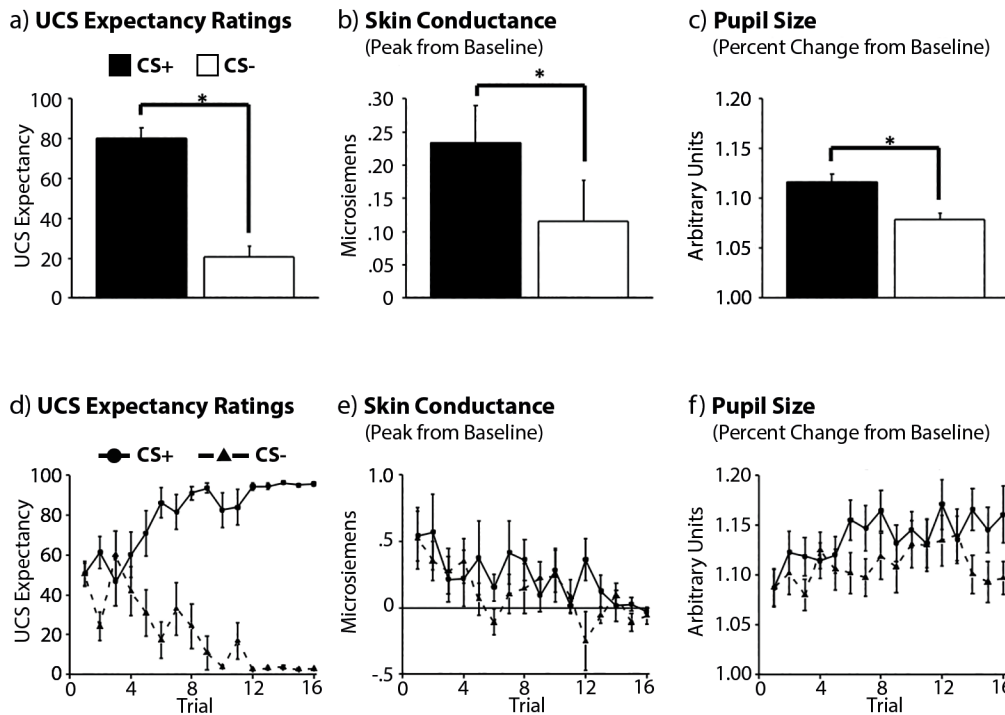 a) UCS Expectancy Ratings
CS+ CS-
UCS Expectancy
100
80
60
40
20
0
*
b) Skin Conductance
(Peak from Baseline)
Microsiemens
.30
.25
.20
.15
.10
.05
0
*
c) Pupil Size
(Percent Change from Baseline)
Arbitrary Units
1.20
1.15
1.10
1.05
1.00
*
d) UCS Expectancy Ratings
CS+ CS-
UCS Expectancy
100
80
60
40
20
0
0 4 8 12 16
Trial
e) Skin Conductance
(Peak from Baseline)
Microsiemens
1.0
.5
0
-.5
0 4 8 12 16
Trial
f) Pupil Size
(Percent Change from Baseline)
Arbitrary Units
1.20
1.15
1.10
1.05
1.00
0 4 8 12 16
Trial